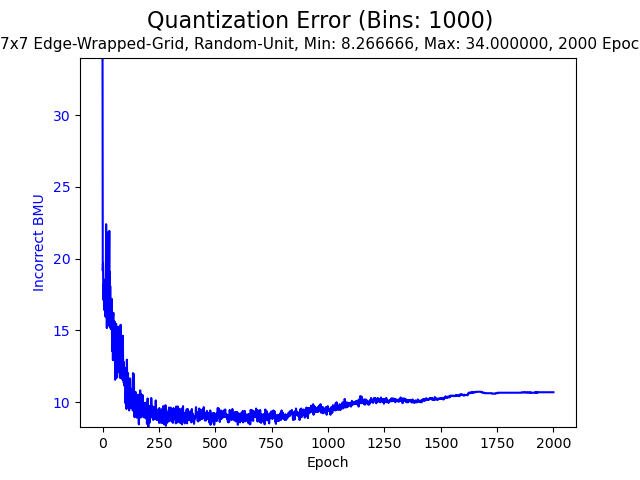 Quantization Error (Bins: 1000)
7x7 Edge-Wrapped-Grid, Random-Unit, Min: 8.266666, Max: 34.000000, 2000 Epoc
30
25
20
15
10
Incorrect BMU
0 250 500 750 1000 1250 1500 1750 2000
Epoch